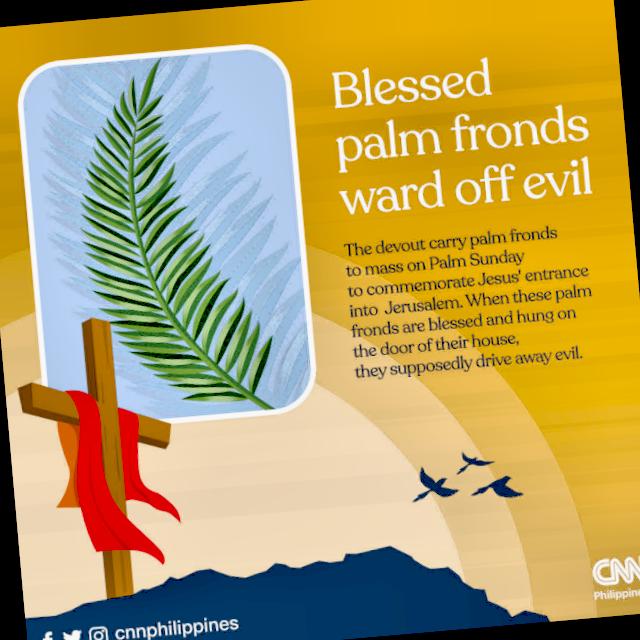 Blessed
palm fronds
ward off evil
The devout carry palm fronds
to mass on Palm Sunday
to commemorate Jesus' entrance
into Jerusalem. When these palm
fronds are blessed and hung on
the door of their house,
they supposedly drive away evil.
CNN
Philippine
cnnphilippines